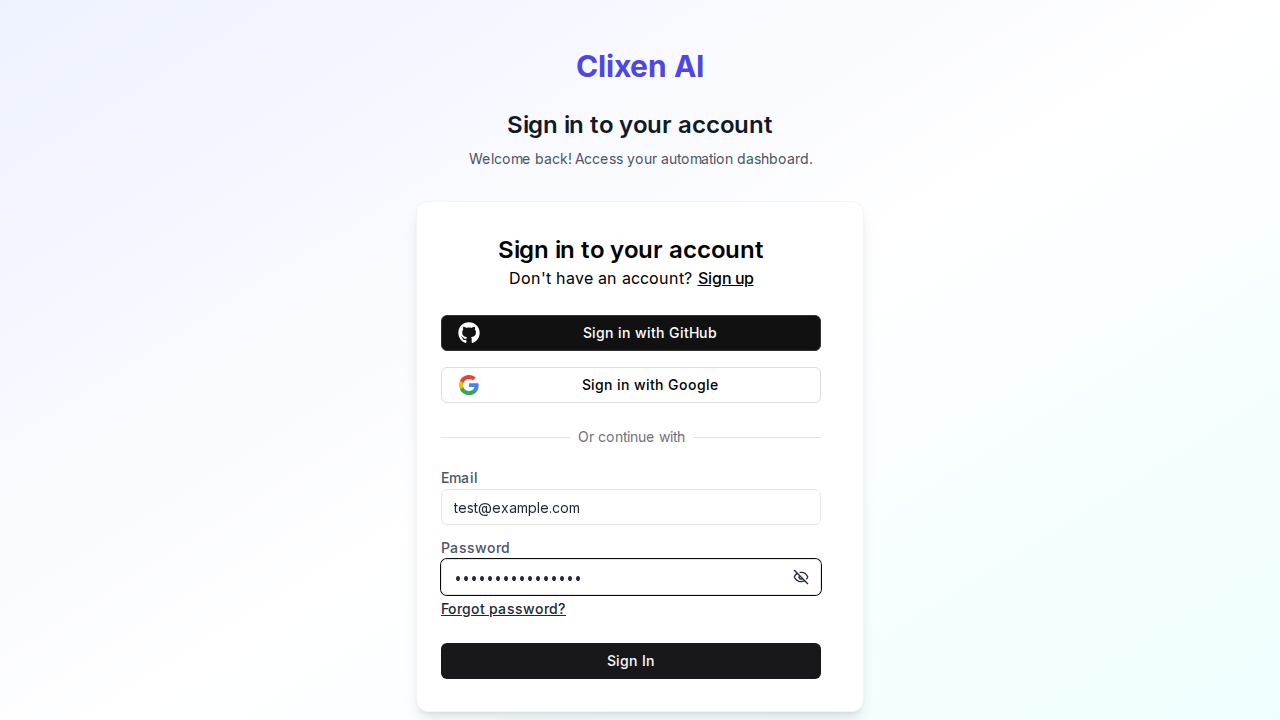 Clixen AI
Sign in to your account
Welcome back! Access your automation dashboard.
Sign in to your account
Don't have an account? Sign up
Sign in with GitHub
Sign in with Google
Or continue with
Email
test@example.com
Password
••••••••••••••••
Forgot password?
Sign In